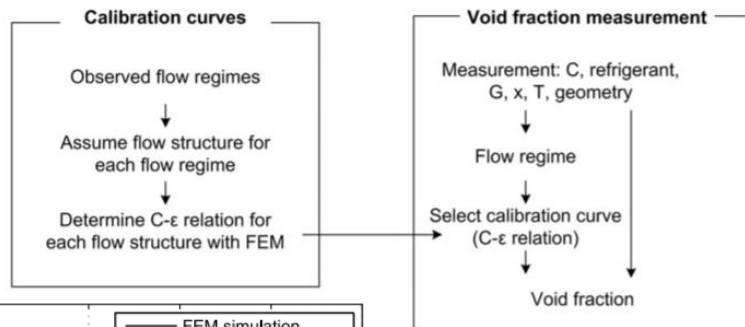 Calibration curves
Observed flow regimes
Assume flow structure for
each flow regime
Determine C-ε relation for
each flow structure with FEM
Void fraction measurement
Measurement: C, refrigerant,
G, x, T, geometry
Flow regime
Select calibration curve
(C-ε relation)
Void fraction
FEM simulation